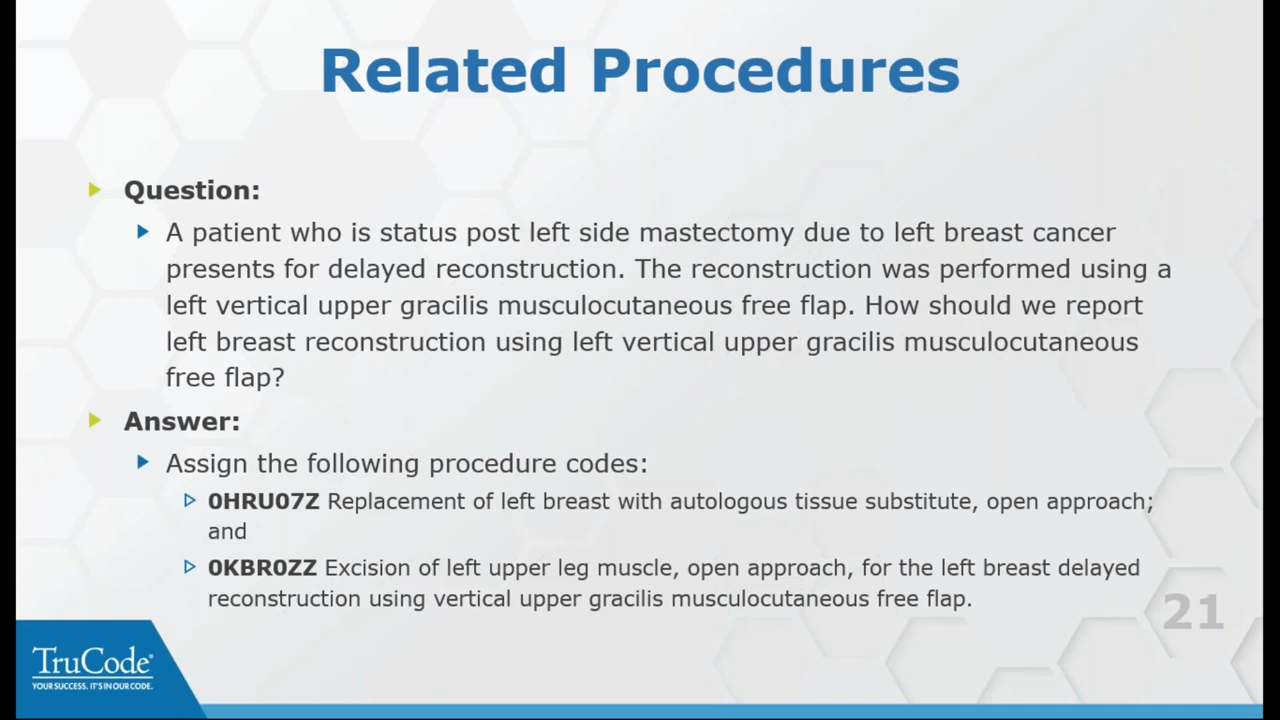 Related Procedures
Question:
A patient who is status post left side mastectomy due to left breast cancer
presents for delayed reconstruction. The reconstruction was performed using a
left vertical upper gracilis musculocutaneous free flap. How should we report
left breast reconstruction using left vertical upper gracilis musculocutaneous
free flap?
Answer:
Assign the following procedure codes:
0HRU07Z Replacement of left breast with autologous tissue substitute, open approach;
and
0KBR0ZZ Excision of left upper leg muscle, open approach, for the left breast delayed
reconstruction using vertical upper gracilis musculocutaneous free flap.
21
TruCode®
YOUR SUCCESS. IT'S IN OUR CODE.